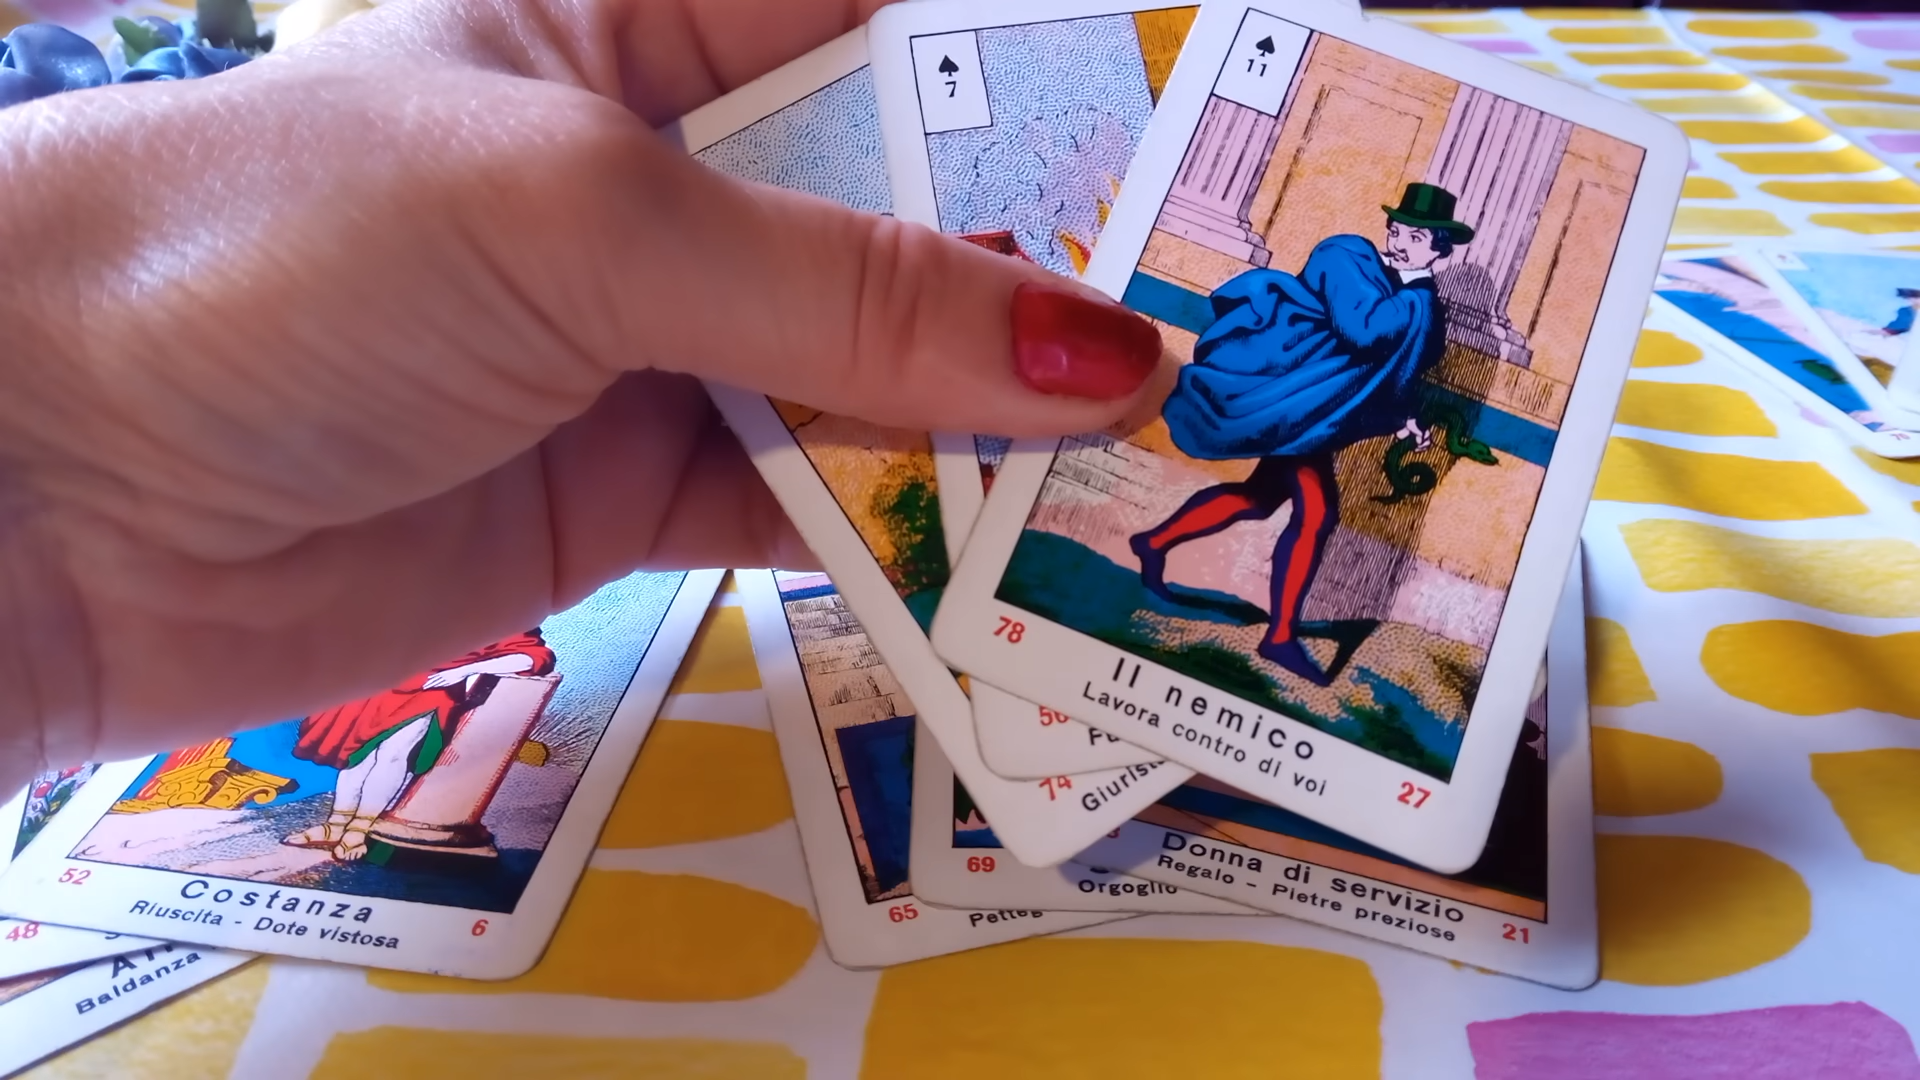 7
11
78
Il nemico
Lavora contro di voi
27
74
69
Orgoglio
65
Donna di servizio
Regalo - Pietre preziose
21
52
Costanza
Riuscita - Dote vistosa
6
48
Baldanza